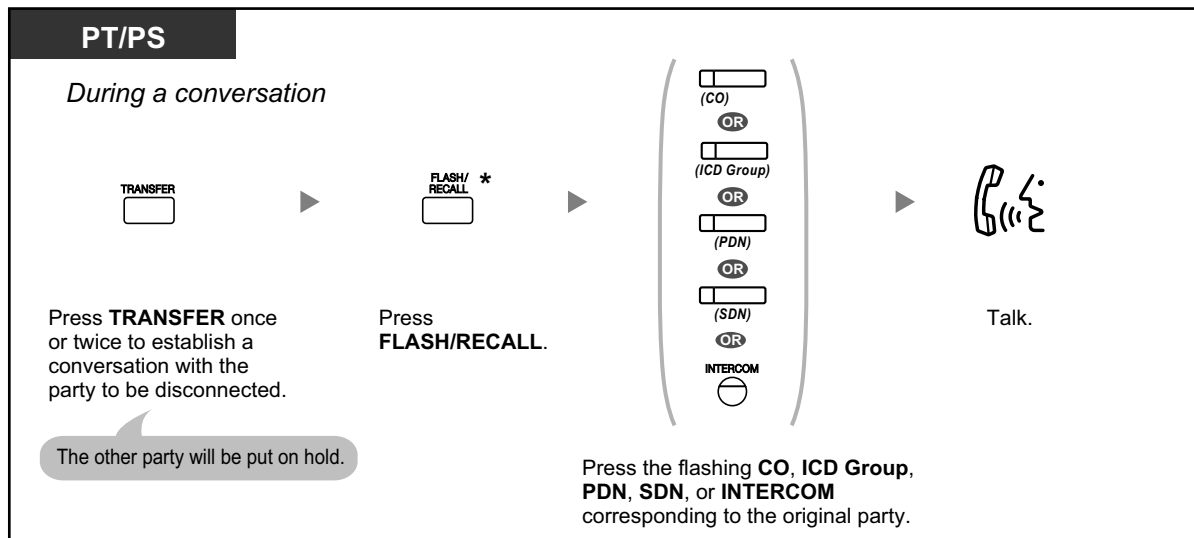 PT/PS
During a conversation
TRANSFER
Press TRANSFER once
or twice to establish a
conversation with the
party to be disconnected.
The other party will be put on hold.
FLASH/
RECALL *
Press
FLASH/RECALL.
(CO)
OR
(ICD Group)
OR
(PDN)
OR
(SDN)
OR
INTERCOM
Press the flashing CO, ICD Group,
PDN, SDN, or INTERCOM
corresponding to the original party.
Talk.